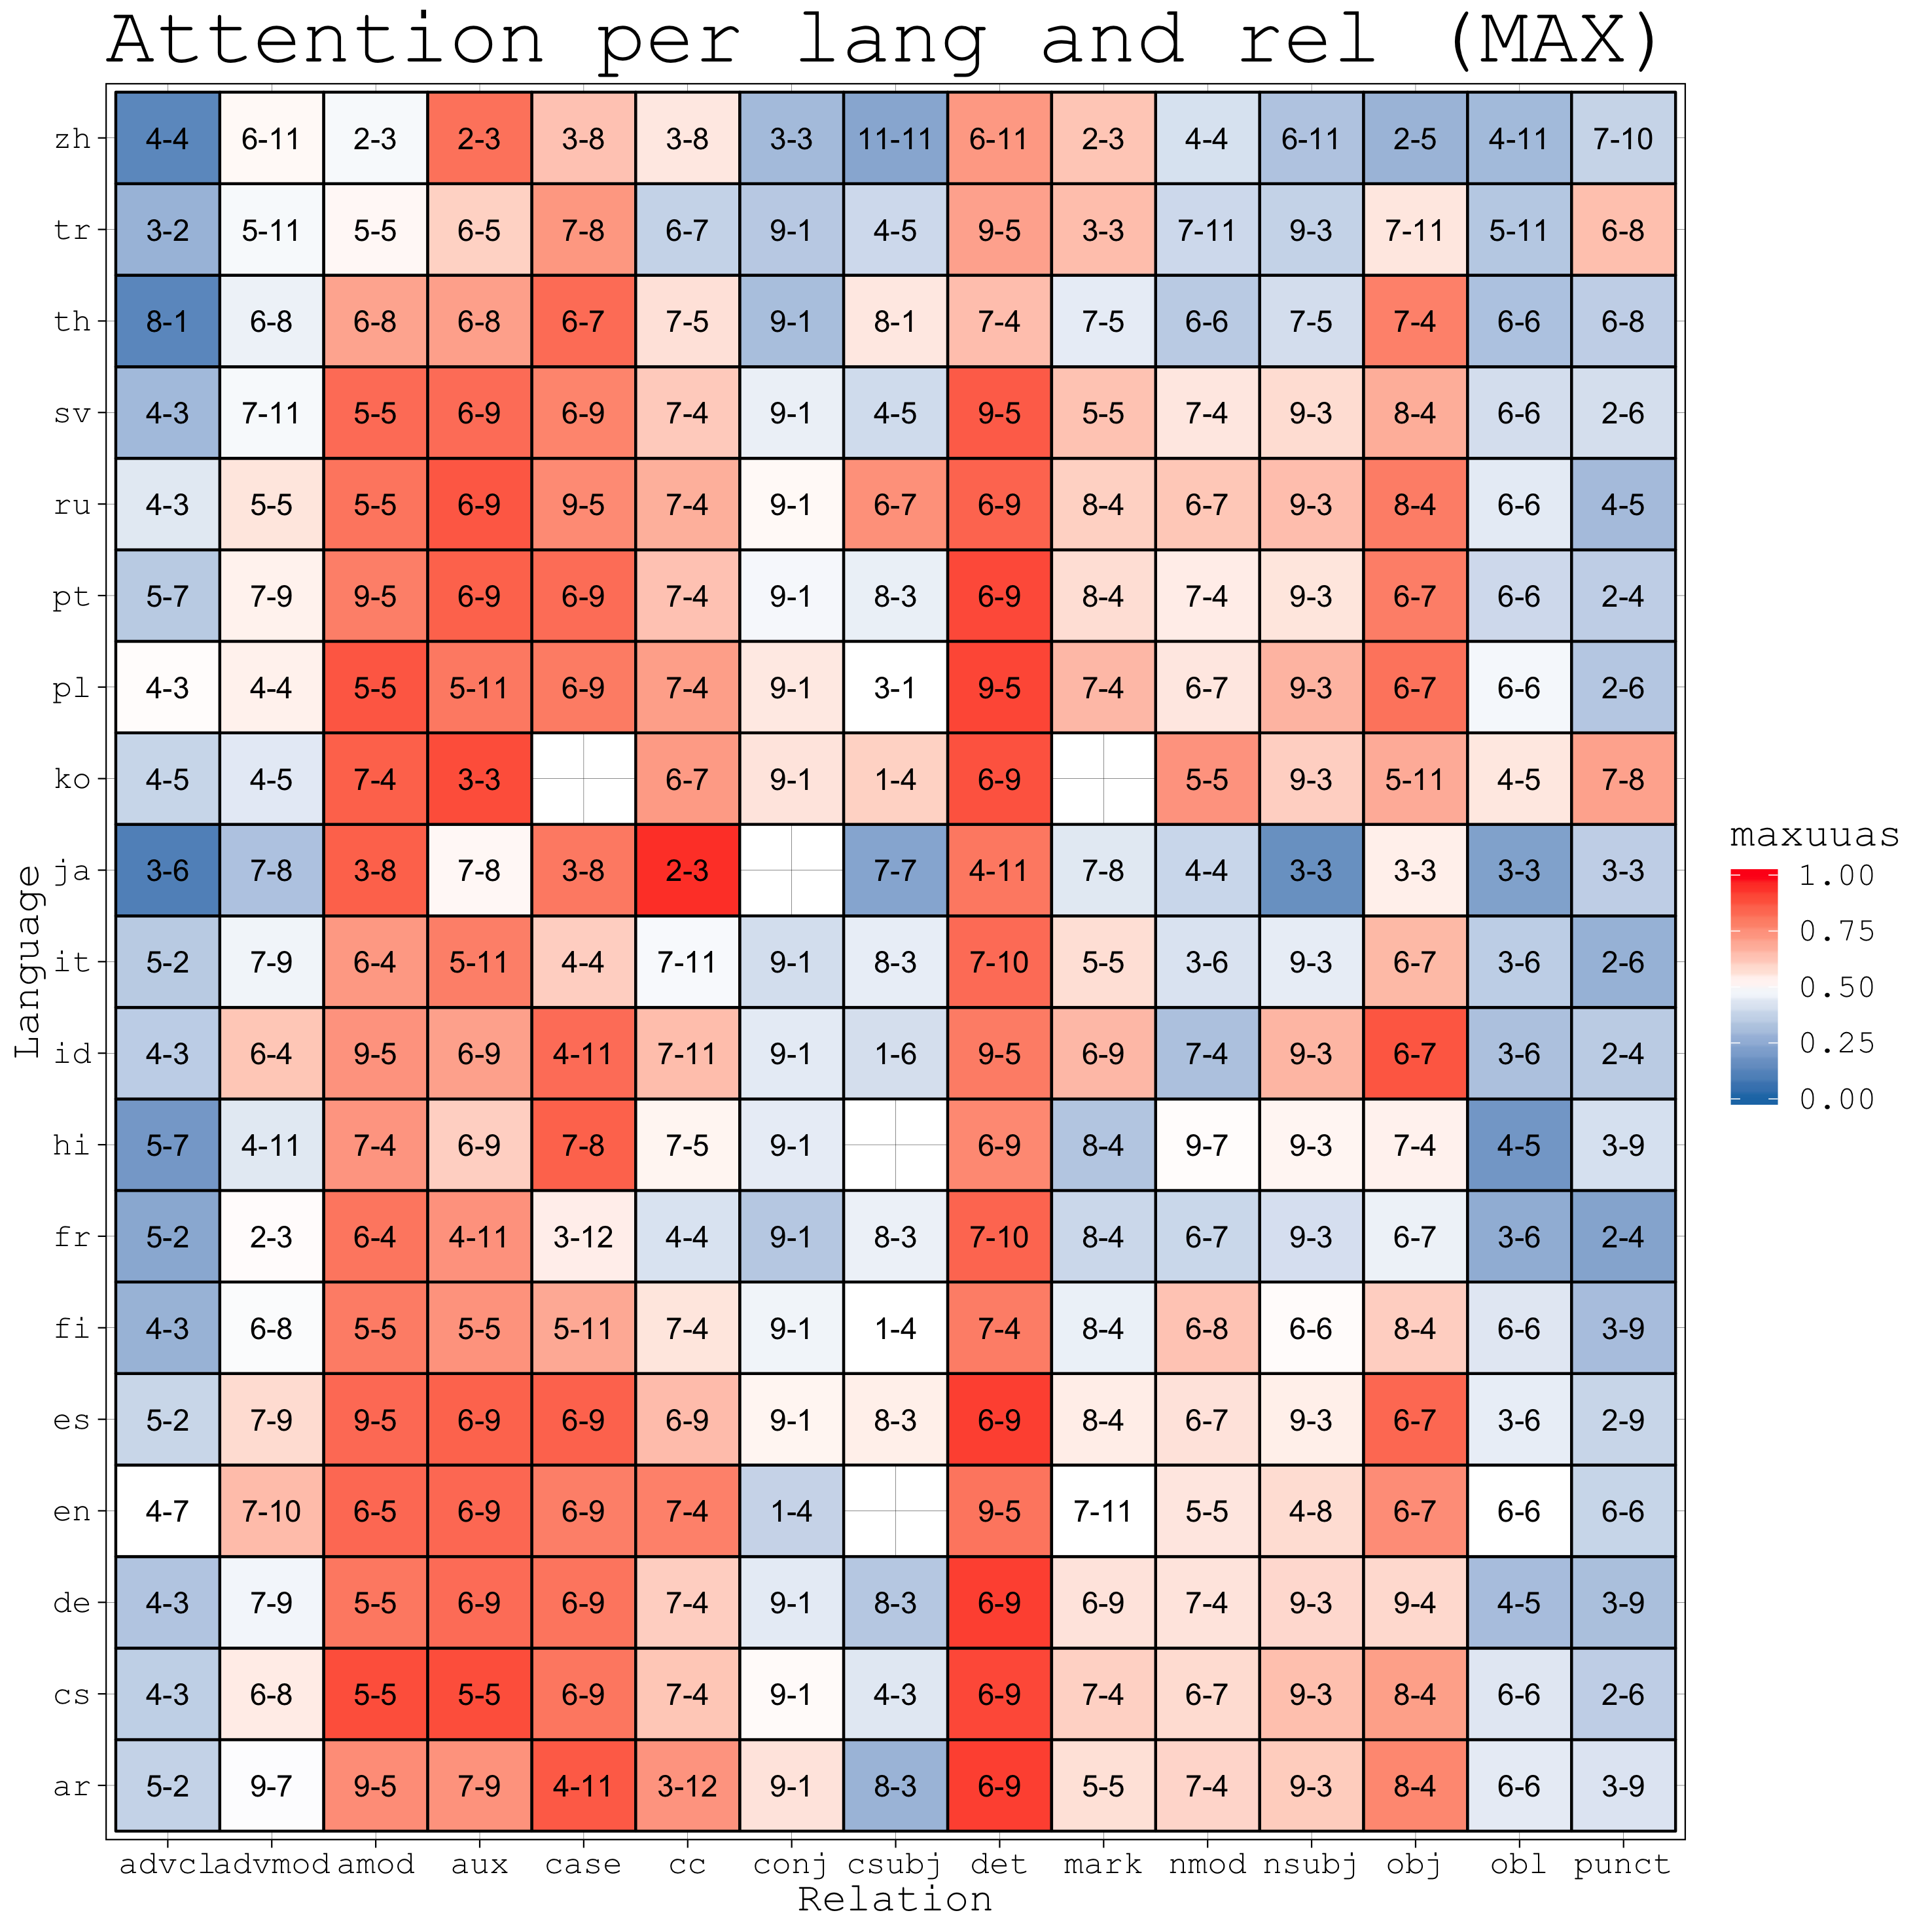 Attention per lang and rel (MAX)
zh 4-4 6-11 2-3 2-3 3-8 3-8 3-3 11-11 6-11 2-3 4-4 6-11 2-5 4-11 7-10
tr 3-2 5-11 5-5 6-5 7-8 6-7 9-1 4-5 9-5 3-3 7-11 9-3 7-11 5-11 6-8
th 8-1 6-8 6-8 6-8 6-7 7-5 9-1 8-1 7-4 7-5 6-6 7-5 7-4 6-6 6-8
sv 4-3 7-11 5-5 6-9 6-9 7-4 9-1 4-5 9-5 5-5 7-4 9-3 8-4 6-6 2-6
ru 4-3 5-5 5-5 6-9 9-5 7-4 9-1 6-7 6-9 8-4 6-7 9-3 8-4 6-6 4-5
pt 5-7 7-9 9-5 6-9 6-9 7-4 9-1 8-3 6-9 8-4 7-4 9-3 6-7 6-6 2-4
pl 4-3 4-4 5-5 5-11 6-9 7-4 9-1 3-1 9-5 7-4 6-7 9-3 6-7 6-6 2-6
ko 4-5 4-5 7-4 3-3 6-7 9-1 1-4 6-9 5-5 9-3 5-11 4-5 7-8
ja 3-6 7-8 3-8 7-8 3-8 2-3 7-7 4-11 7-8 4-4 3-3 3-3 3-3 3-3
it 5-2 7-9 6-4 5-11 4-4 7-11 9-1 8-3 7-10 5-5 3-6 9-3 6-7 3-6 2-6
id 4-3 6-4 9-5 6-9 4-11 7-11 9-1 1-6 9-5 6-9 7-4 9-3 6-7 3-6 2-4
hi 5-7 4-11 7-4 6-9 7-8 7-5 9-1 6-9 8-4 9-7 9-3 7-4 4-5 3-9
fr 5-2 2-3 6-4 4-11 3-12 4-4 9-1 8-3 7-10 8-4 6-7 9-3 6-7 3-6 2-4
fi 4-3 6-8 5-5 5-5 5-11 7-4 9-1 1-4 7-4 8-4 6-8 6-6 8-4 6-6 3-9
es 5-2 7-9 9-5 6-9 6-9 6-9 9-1 8-3 6-9 8-4 6-7 9-3 6-7 3-6 2-9
en 4-7 7-10 6-5 6-9 6-9 7-4 1-4 9-5 7-11 5-5 4-8 6-7 6-6 6-6
de 4-3 7-9 5-5 6-9 6-9 7-4 9-1 8-3 6-9 6-9 7-4 9-3 9-4 4-5 3-9
cs 4-3 6-8 5-5 5-5 6-9 7-4 9-1 4-3 6-9 7-4 6-7 9-3 8-4 6-6 2-6
ar 5-2 9-7 9-5 7-9 4-11 3-12 9-1 8-3 6-9 5-5 7-4 9-3 8-4 6-6 3-9
advcl advmod amod aux case cc conj csubj det mark nmod nsubj obj obl punct
Relation
Language
maxuuas
1.00
0.75
0.50
0.25
0.00